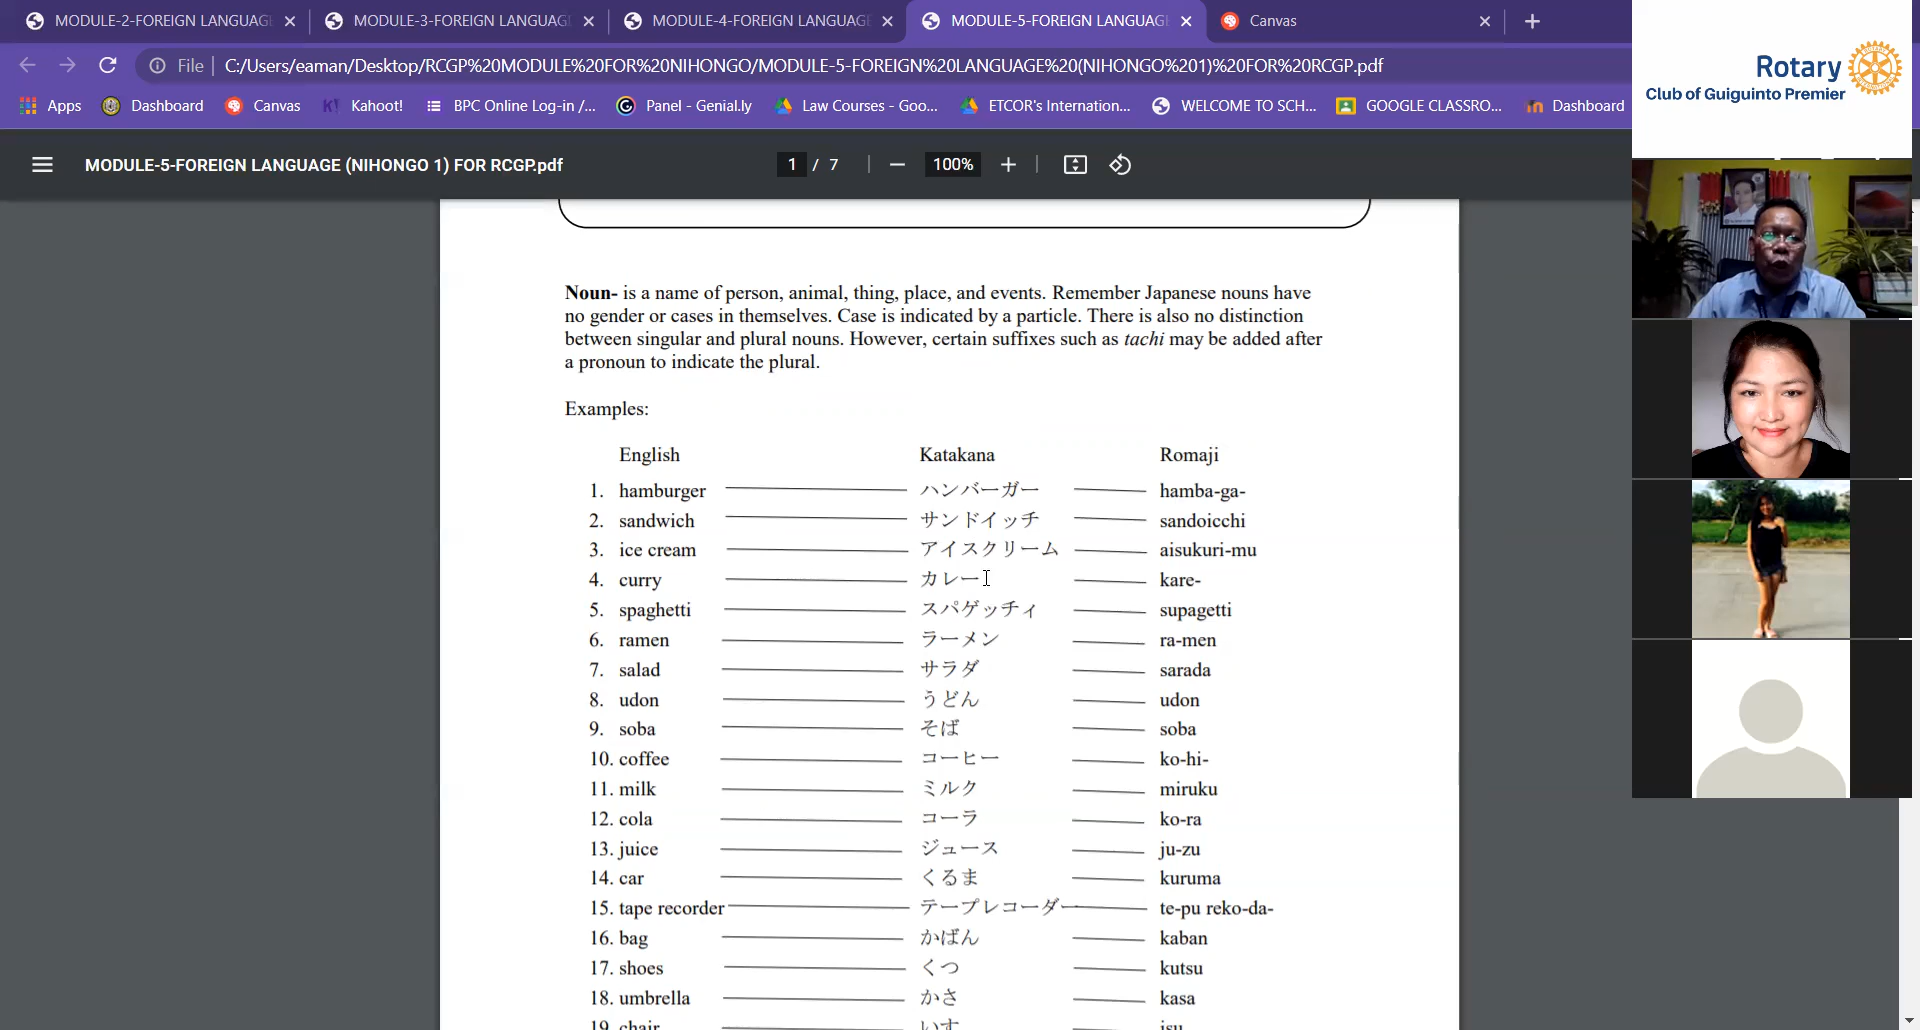 MODULE-2-FOREIGN LANGUAG
MODULE-3-FOREIGN LANGUAG
MODULE-4-FOREIGN LANGUAGE
MODULE-5-FOREIGN LANGUAGE
Canvas
File
C:/Users/eaman/Desktop/RCGP%20MODULE%20FOR%20NIHONGO/MODULE-5-FOREIGN%20LANGUAGE%20(NIHONGO%201)%20FOR%20RCGP.pdf
Apps
Dashboard
Canvas
Kahoot!
BPC Online Log-in /...
Panel - Genial.ly
Law Courses - Goo...
ETCOR's Internation...
WELCOME TO SCH...
GOOGLE CLASSRO...
Dashboard
Rotary
Club of Guiguinto Premier
MODULE-5-FOREIGN LANGUAGE (NIHONGO 1) FOR RCGP.pdf
1 / 7
100%
Noun- is a name of person, animal, thing, place, and events. Remember Japanese nouns have
no gender or cases in themselves. Case is indicated by a particle. There is also no distinction
between singular and plural nouns. However, certain suffixes such as tachi may be added after
a pronoun to indicate the plural.
Examples:
English Katakana Romaji
1. hamburger ハンバーガー hamba-ga-
2. sandwich サンドイッチ sandoicchi
3. ice cream アイスクリーム aisukuri-mu
4. curry カレー kare-
5. spaghetti スパゲッチィ supagetti
6. ramen ラーメン ra-men
7. salad サラダ sarada
8. udon うどん udon
9. soba そば soba
10. coffee コーヒー ko-hi-
11. milk ミルク miruku
12. cola コーラ ko-ra
13. juice ジュース ju-zu
14. car くるま kuruma
15. tape recorder テープレコーダー te-pu reko-da-
16. bag かばん kaban
17. shoes くつ kutsu
18. umbrella かさ kasa
19. chair いす isu